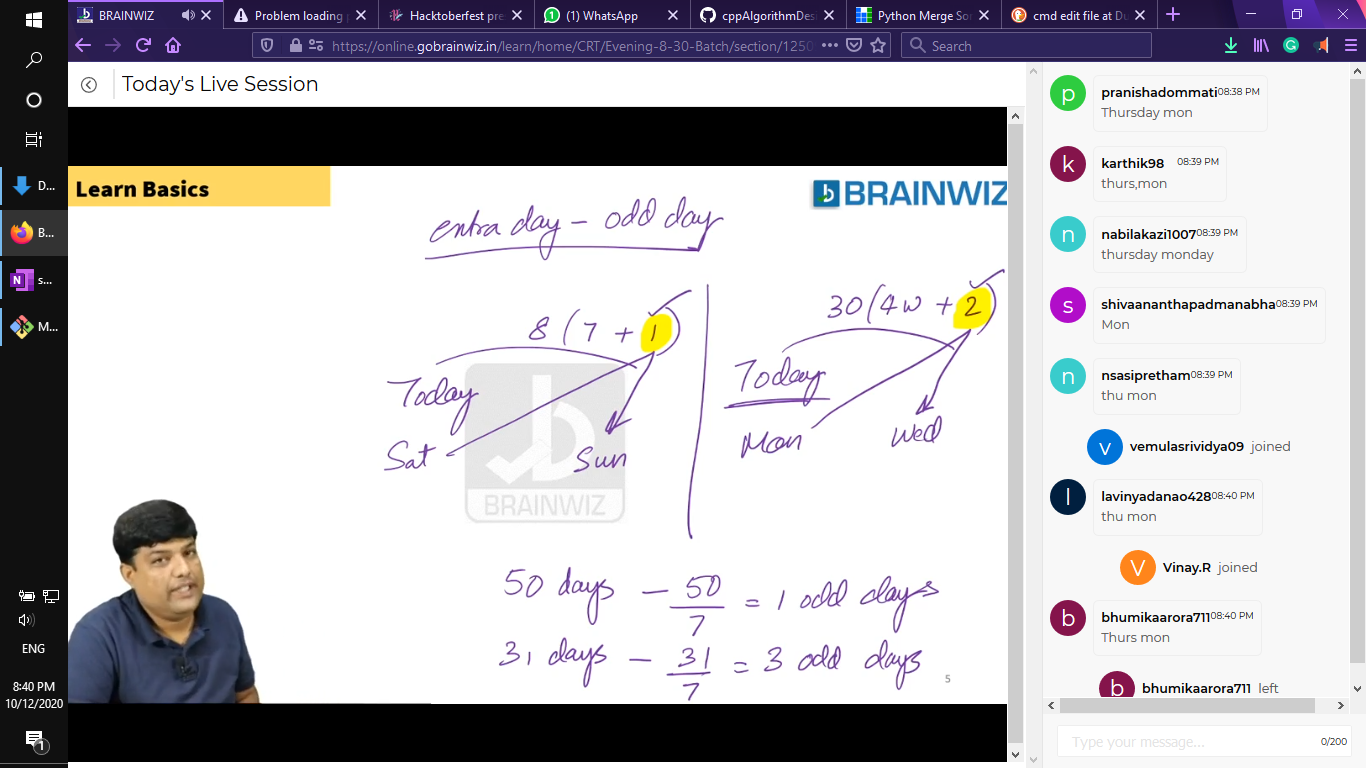 BRAINWIZ
Problem loading p
Hacktoberfest pre
(1) WhatsApp
cppAlgorithmDesi
Python Merge Sor
cmd edit file at Du
https://online.gobrainwiz.in/learn/home/CRT/Evening-8-30-Batch/section/1250
Search
Today's Live Session
Learn Basics
BRAINWIZ
extra day - odd day
8 (7 + 1)
30 (4w + 2)
Today
Today
Sat
Sun
Mon
Wed
BRAINWIZ
50 days - 50/7 = 1 odd days
31 days - 31/7 = 3 odd days
5
p
pranishadommati 08:38 PM
Thursday mon
k
karthik98 08:39 PM
thurs,mon
n
nabilakazi1007 08:39 PM
thursday monday
s
shivaananthapadmanabha 08:39 PM
Mon
n
nsasipretham 08:39 PM
thu mon
v
vemulasrividya09 joined
l
lavinyadanao428 08:40 PM
thu mon
V
Vinay.R joined
b
bhumikaarora711 08:40 PM
Thurs mon
b
bhumikaarora711 left
Type your message...
0/200
D...
B...
N
s...
M...
ENG
8:40 PM
10/12/2020
1